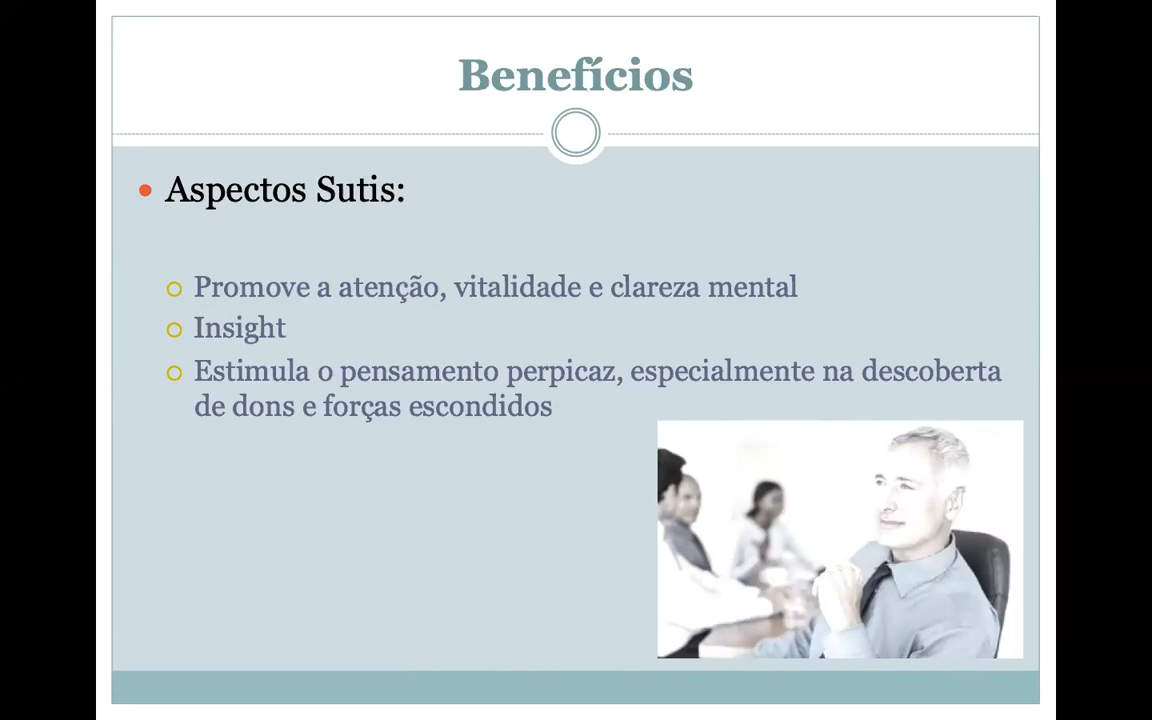 Benefícios
Aspectos Sutis:
Promove a atenção, vitalidade e clareza mental
Insight
Estimula o pensamento perpicaz, especialmente na descoberta
de dons e forças escondidos